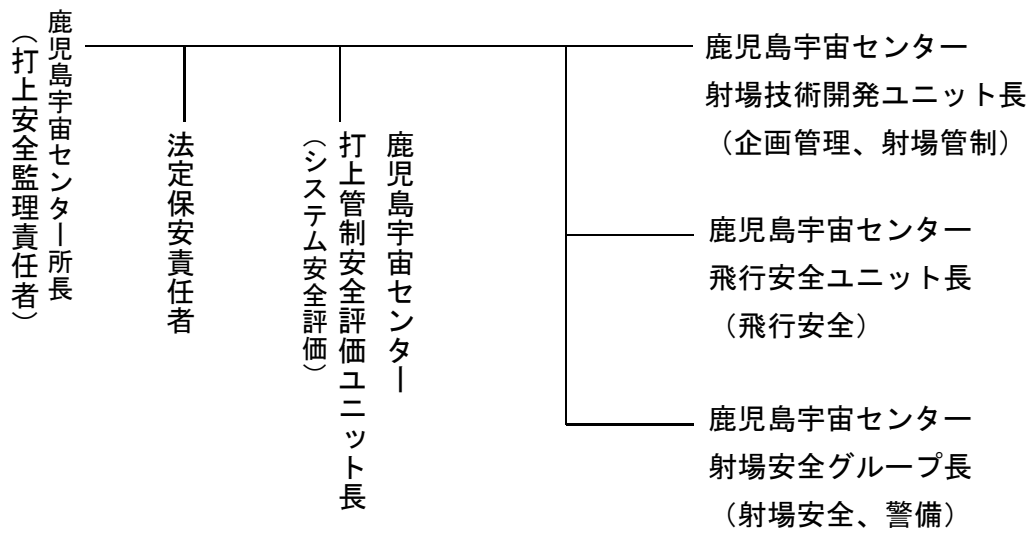 鹿児島宇宙センター所長
（打上安全監理責任者）
法定保安責任者
鹿児島宇宙センター
打上管制安全評価ユニット長
（システム安全評価）
鹿児島宇宙センター
射場技術開発ユニット長
（企画管理、射場管制）
鹿児島宇宙センター
飛行安全ユニット長
（飛行安全）
鹿児島宇宙センター
射場安全グループ長
（射場安全、警備）